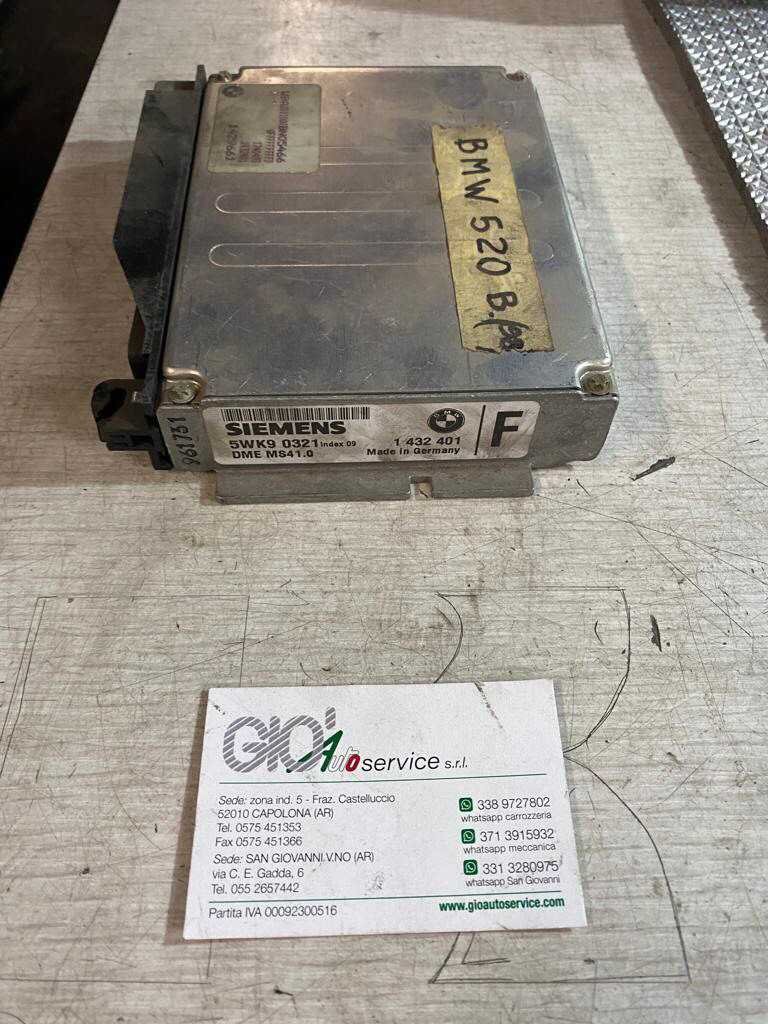 BMW 520 B.(98)
SIEMENS
5WK9 0321 Index 09
1 432 401
DME MS41.0
Made in Germany
F
BMW
961731
GIO' Auto service s.r.l.
Sede: zona ind. 5 - Fraz. Castelluccio
52010 CAPOLONA (AR)
Tel. 0575 451353
Fax 0575 451366
Sede: SAN GIOVANNI V.NO (AR)
via C. E. Gadda, 6
Tel. 055 2657442
Partita IVA 00092300516
338 9727802
whatsapp carrozzeria
371 3915932
whatsapp meccanica
331 3280975
whatsapp San Giovanni
www.gioautoservice.com